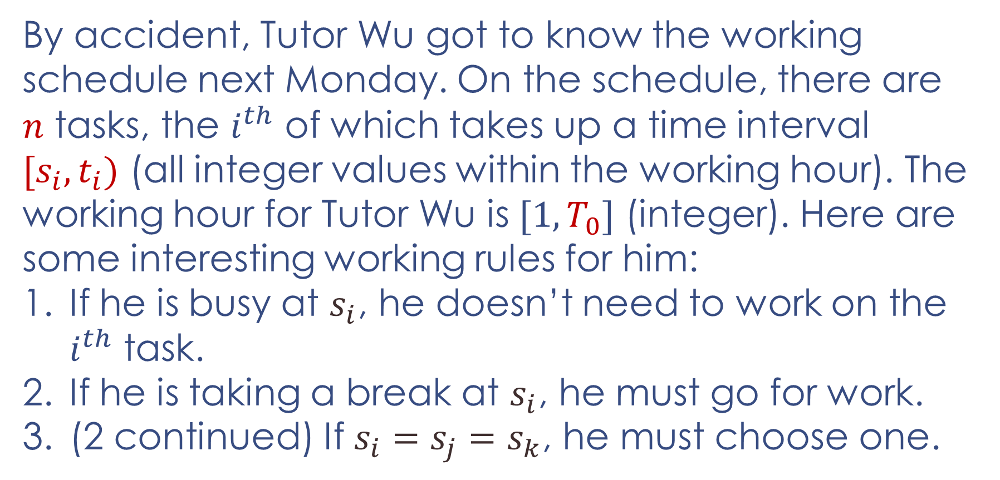 By accident, Tutor Wu got to know the working
schedule next Monday. On the schedule, there are
n tasks, the i^{th} of which takes up a time interval
[s_i, t_i) (all integer values within the working hour). The
working hour for Tutor Wu is [1, T_0] (integer). Here are
some interesting working rules for him:
1. If he is busy at s_i, he doesn't need to work on the
i^{th} task.
2. If he is taking a break at s_i, he must go for work.
3. (2 continued) If s_i = s_j = s_k, he must choose one.